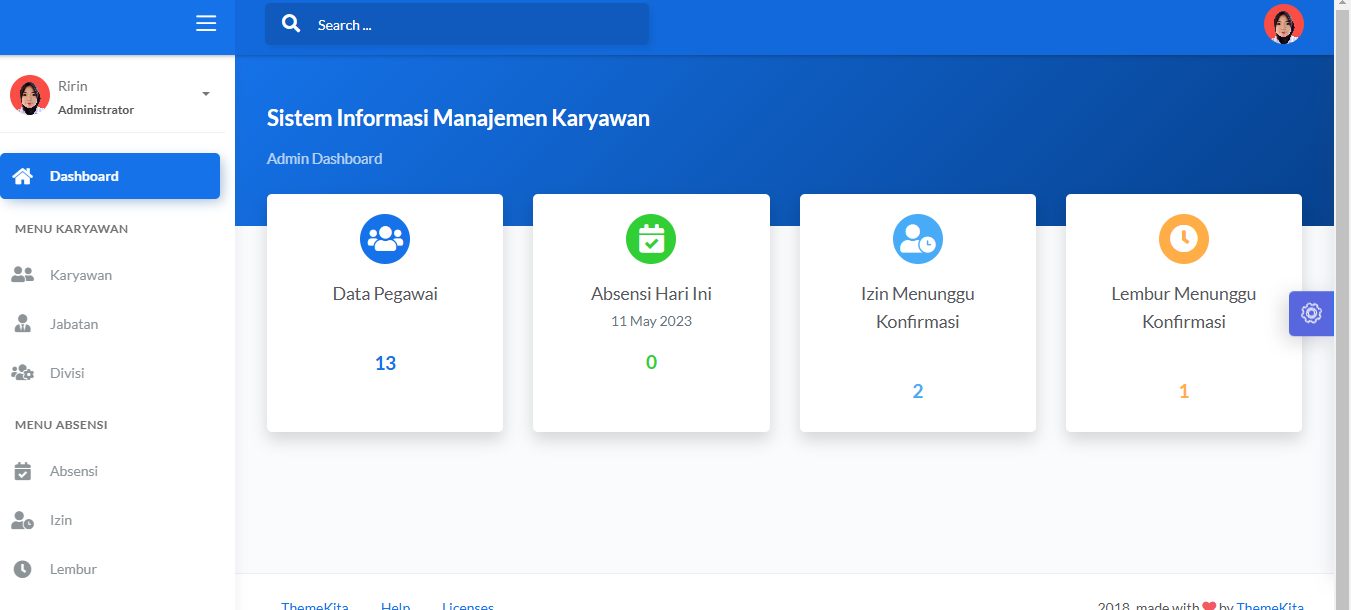 Search ...
Ririn
Administrator
Dashboard
MENU KARYAWAN
Karyawan
Jabatan
Divisi
MENU ABSENSI
Absensi
Izin
Lembur
Sistem Informasi Manajemen Karyawan
Admin Dashboard
Data Pegawai
13
Absensi Hari Ini
11 May 2023
0
Izin Menunggu
Konfirmasi
2
Lembur Menunggu
Konfirmasi
1
ThemeKita Help Licenses
2018, made with by ThemeKita